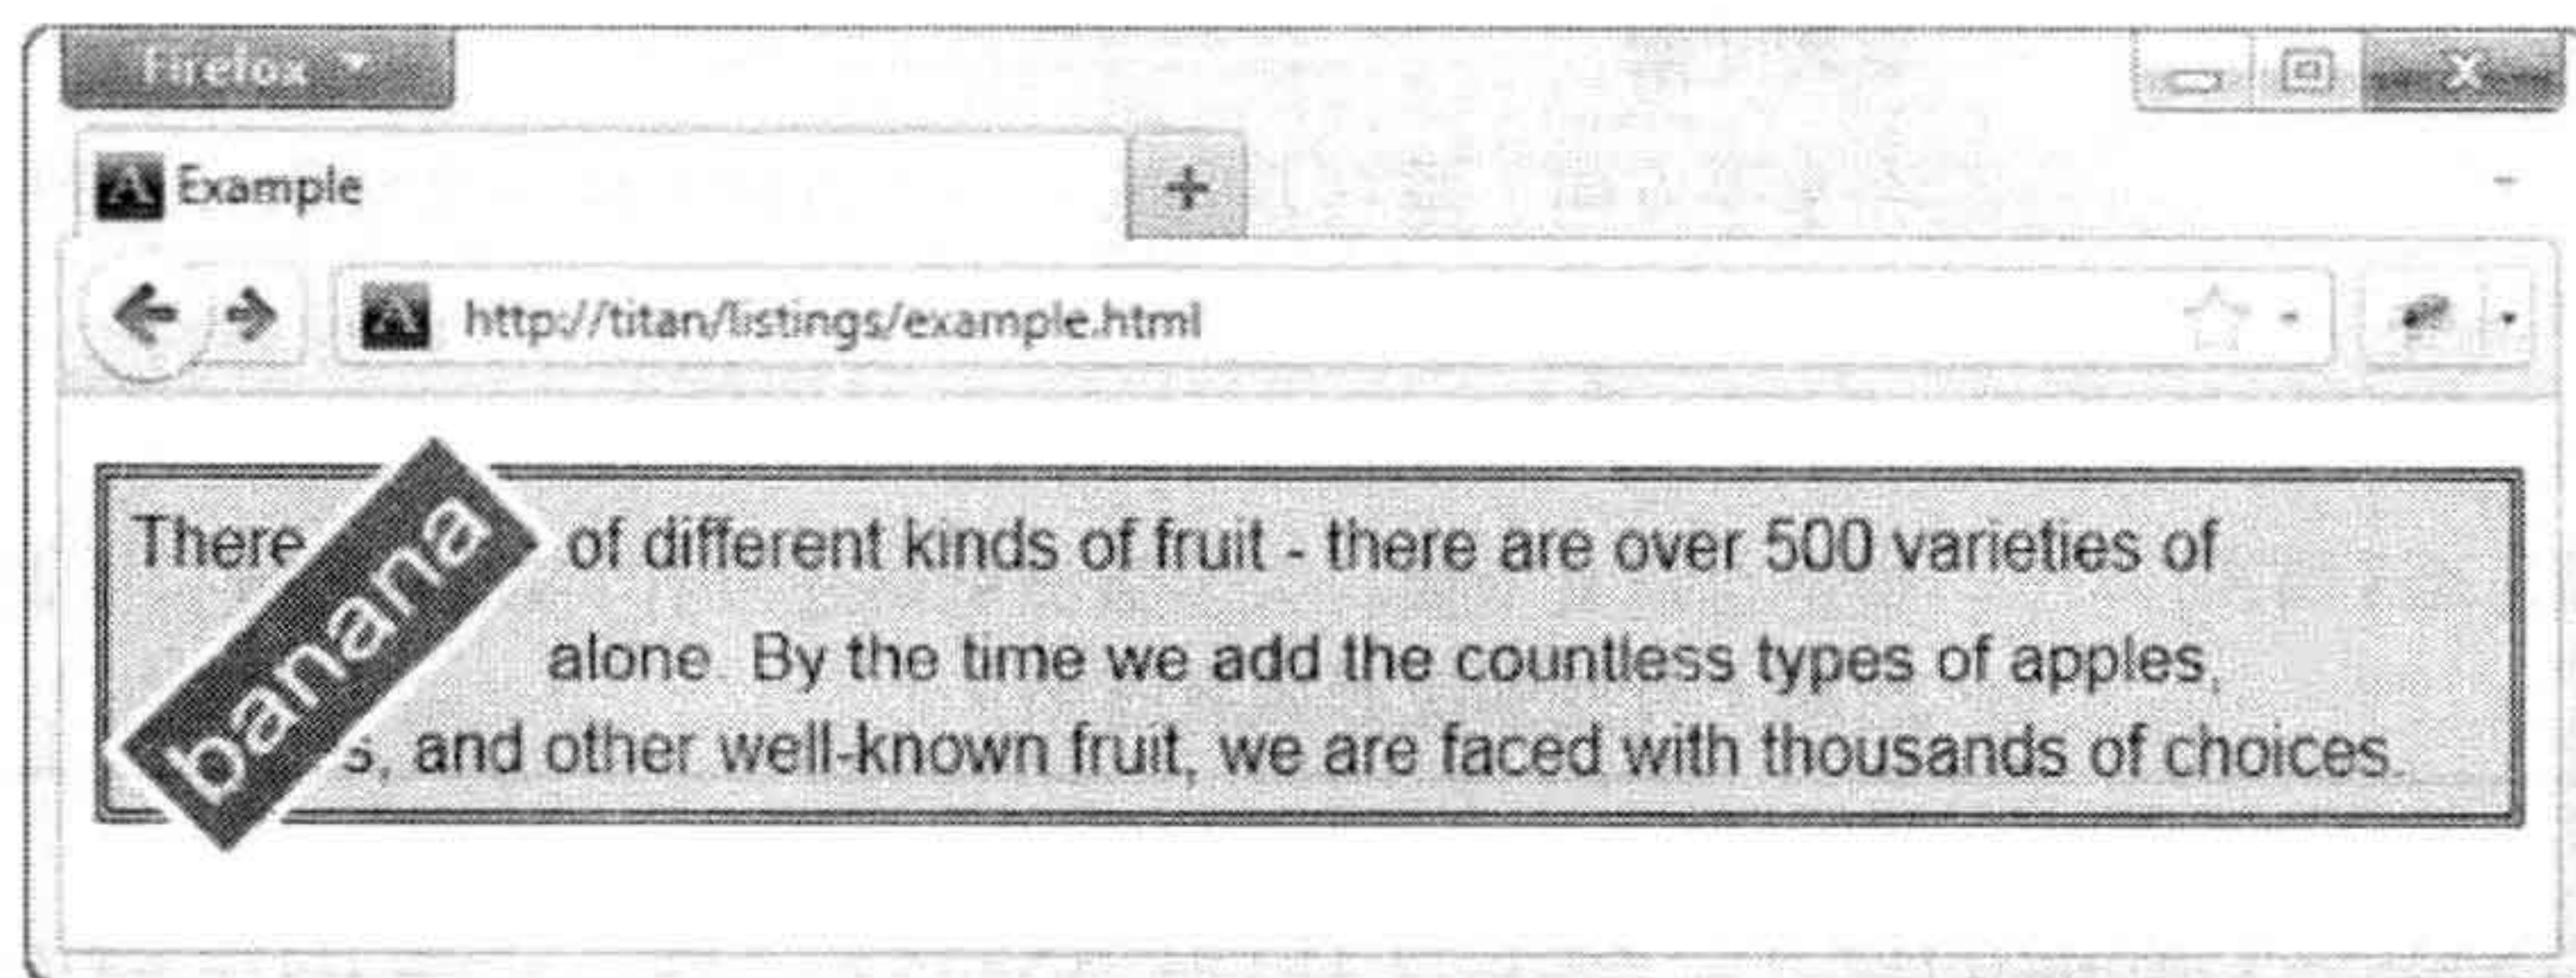 Firefox
Example
http://titan/listings/example.html
There of different kinds of fruit - there are over 500 varieties of
banana
alone. By the time we add the countless types of apples,
s, and other well-known fruit, we are faced with thousands of choices.